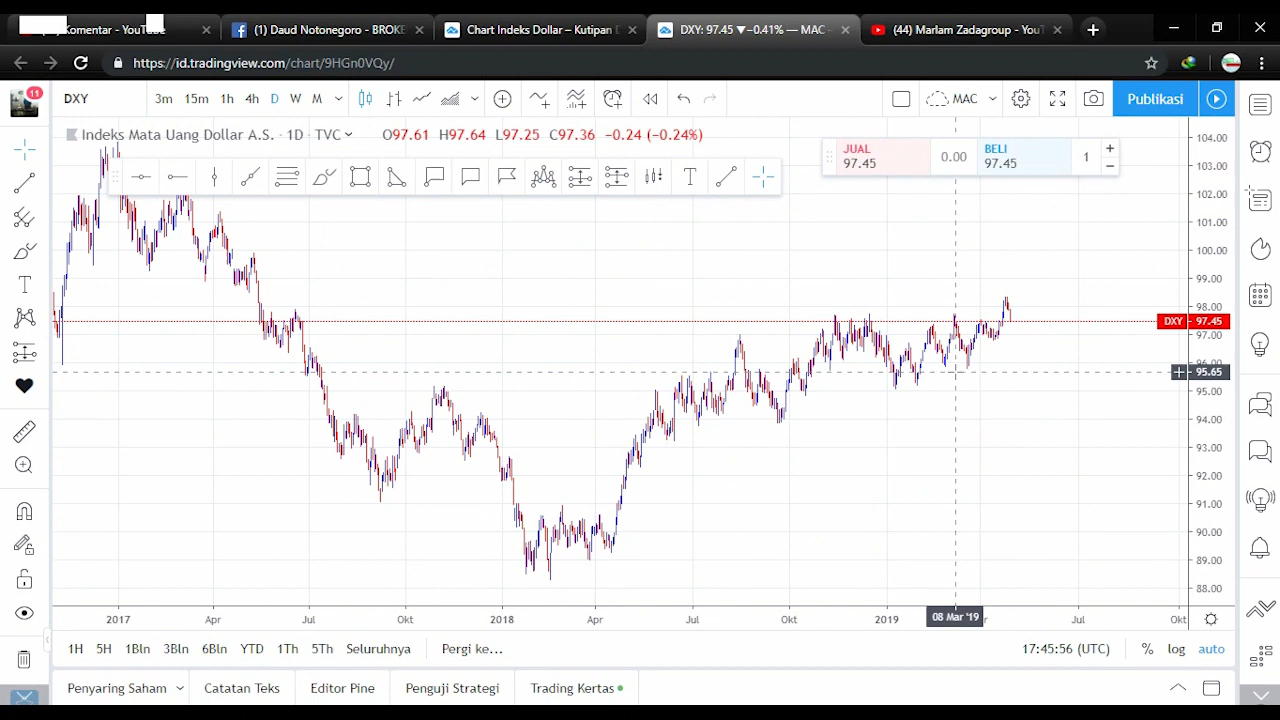 Komentar - YouTube
(1) Daud Notonegoro - BROKE
Chart Indeks Dollar – Kutipan D
DXY: 97.45 ▼−0.41% — MAC -
(44) Marlam Zadagroup - YouT
https://id.tradingview.com/chart/9HGn0VQy/
11
DXY
3m 15m 1h 4h D W M
MAC
Publikasi
Indeks Mata Uang Dollar A.S. · 1D · TVC
O97.61 H97.64 L97.25 C97.36 −0.24 (−0.24%)
JUAL
97.45
0.00
BELI
97.45
1
T
T
104.00
103.00
102.00
101.00
100.00
99.00
98.00
DXY 97.45
97.00
96.00
95.65
95.00
94.00
93.00
92.00
91.00
90.00
89.00
88.00
2017 Apr Jul Okt 2018 Apr Jul Okt 2019 08 Mar '19 Jul Okt
1H 5H 1Bln 3Bln 6Bln YTD 1Th 5Th Seluruhnya Pergi ke... 17:45:56 (UTC) % log auto
Penyaring Saham Catatan Teks Editor Pine Penguji Strategi Trading Kertas